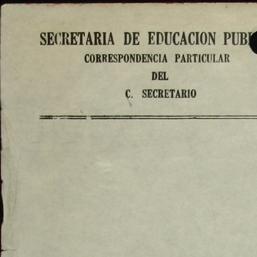 SECRETARIA DE EDUCACION PUB
CORRESPONDENCIA PARTICULAR
DEL
C. SECRETARIO